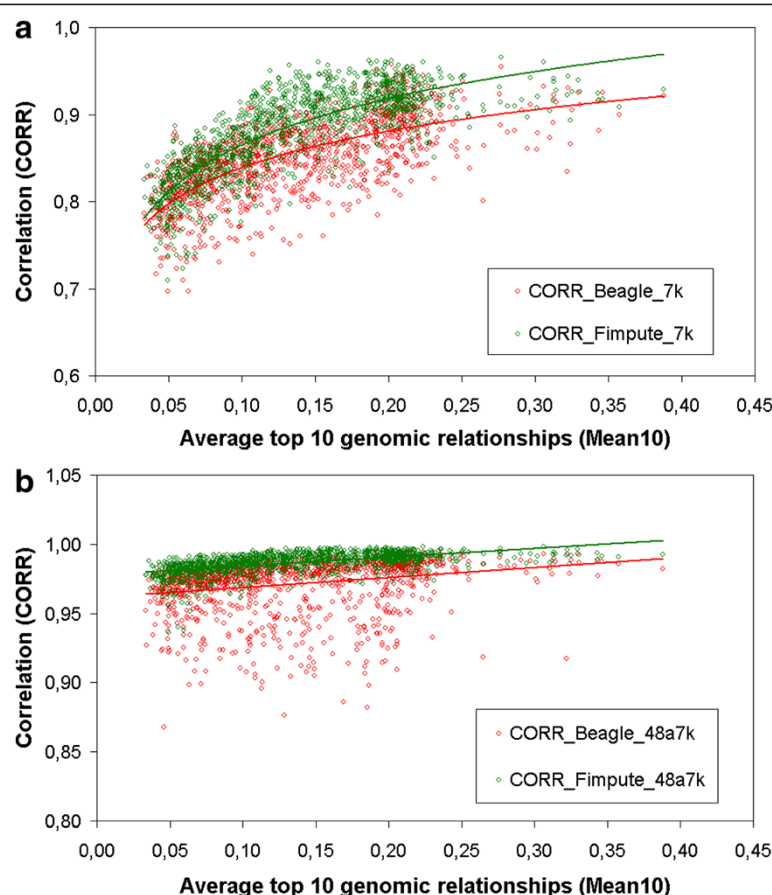 a
1,0
0,9
0,8
0,7
0,6
Correlation (CORR)
CORR_Beagle_7k
CORR_Fimpute_7k
0,00 0,05 0,10 0,15 0,20 0,25 0,30 0,35 0,40 0,45
Average top 10 genomic relationships (Mean10)
b
1,05
1,00
0,95
0,90
0,85
0,80
Correlation (CORR)
CORR_Beagle_48a7k
CORR_Fimpute_48a7k
0,00 0,05 0,10 0,15 0,20 0,25 0,30 0,35 0,40 0,45
Average top 10 genomic relationships (Mean10)